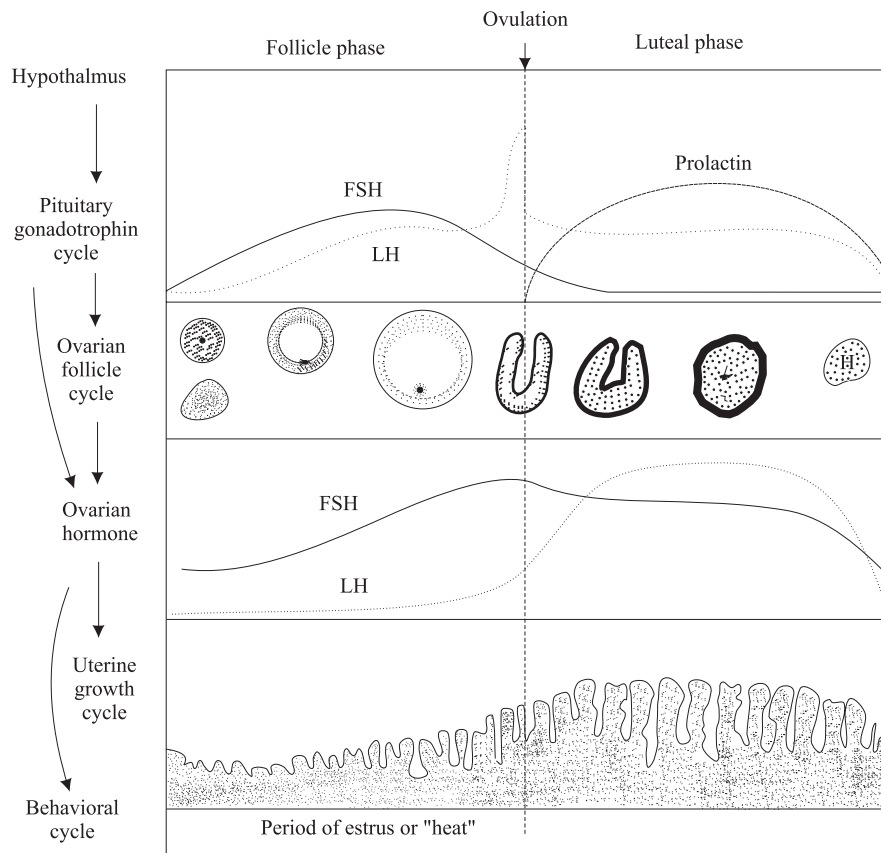 Ovulation
Follicle phase
Luteal phase
Hypothalmus
Prolactin
FSH
Pituitary
gonadotrophin
cycle
LH
Ovarian
follicle
cycle
H
Ovarian
hormone
FSH
LH
Uterine
growth
cycle
Behavioral
cycle
Period of estrus or "heat"